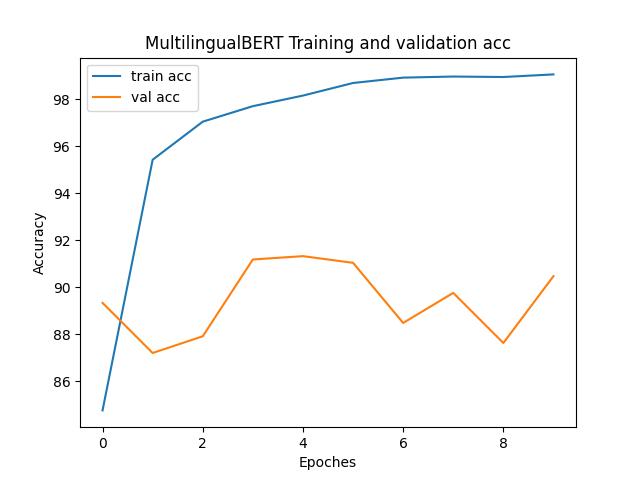 MultilingualBERT Training and validation acc
train acc
val acc
98
96
94
92
90
88
86
Accuracy
0 2 4 6 8
Epoches